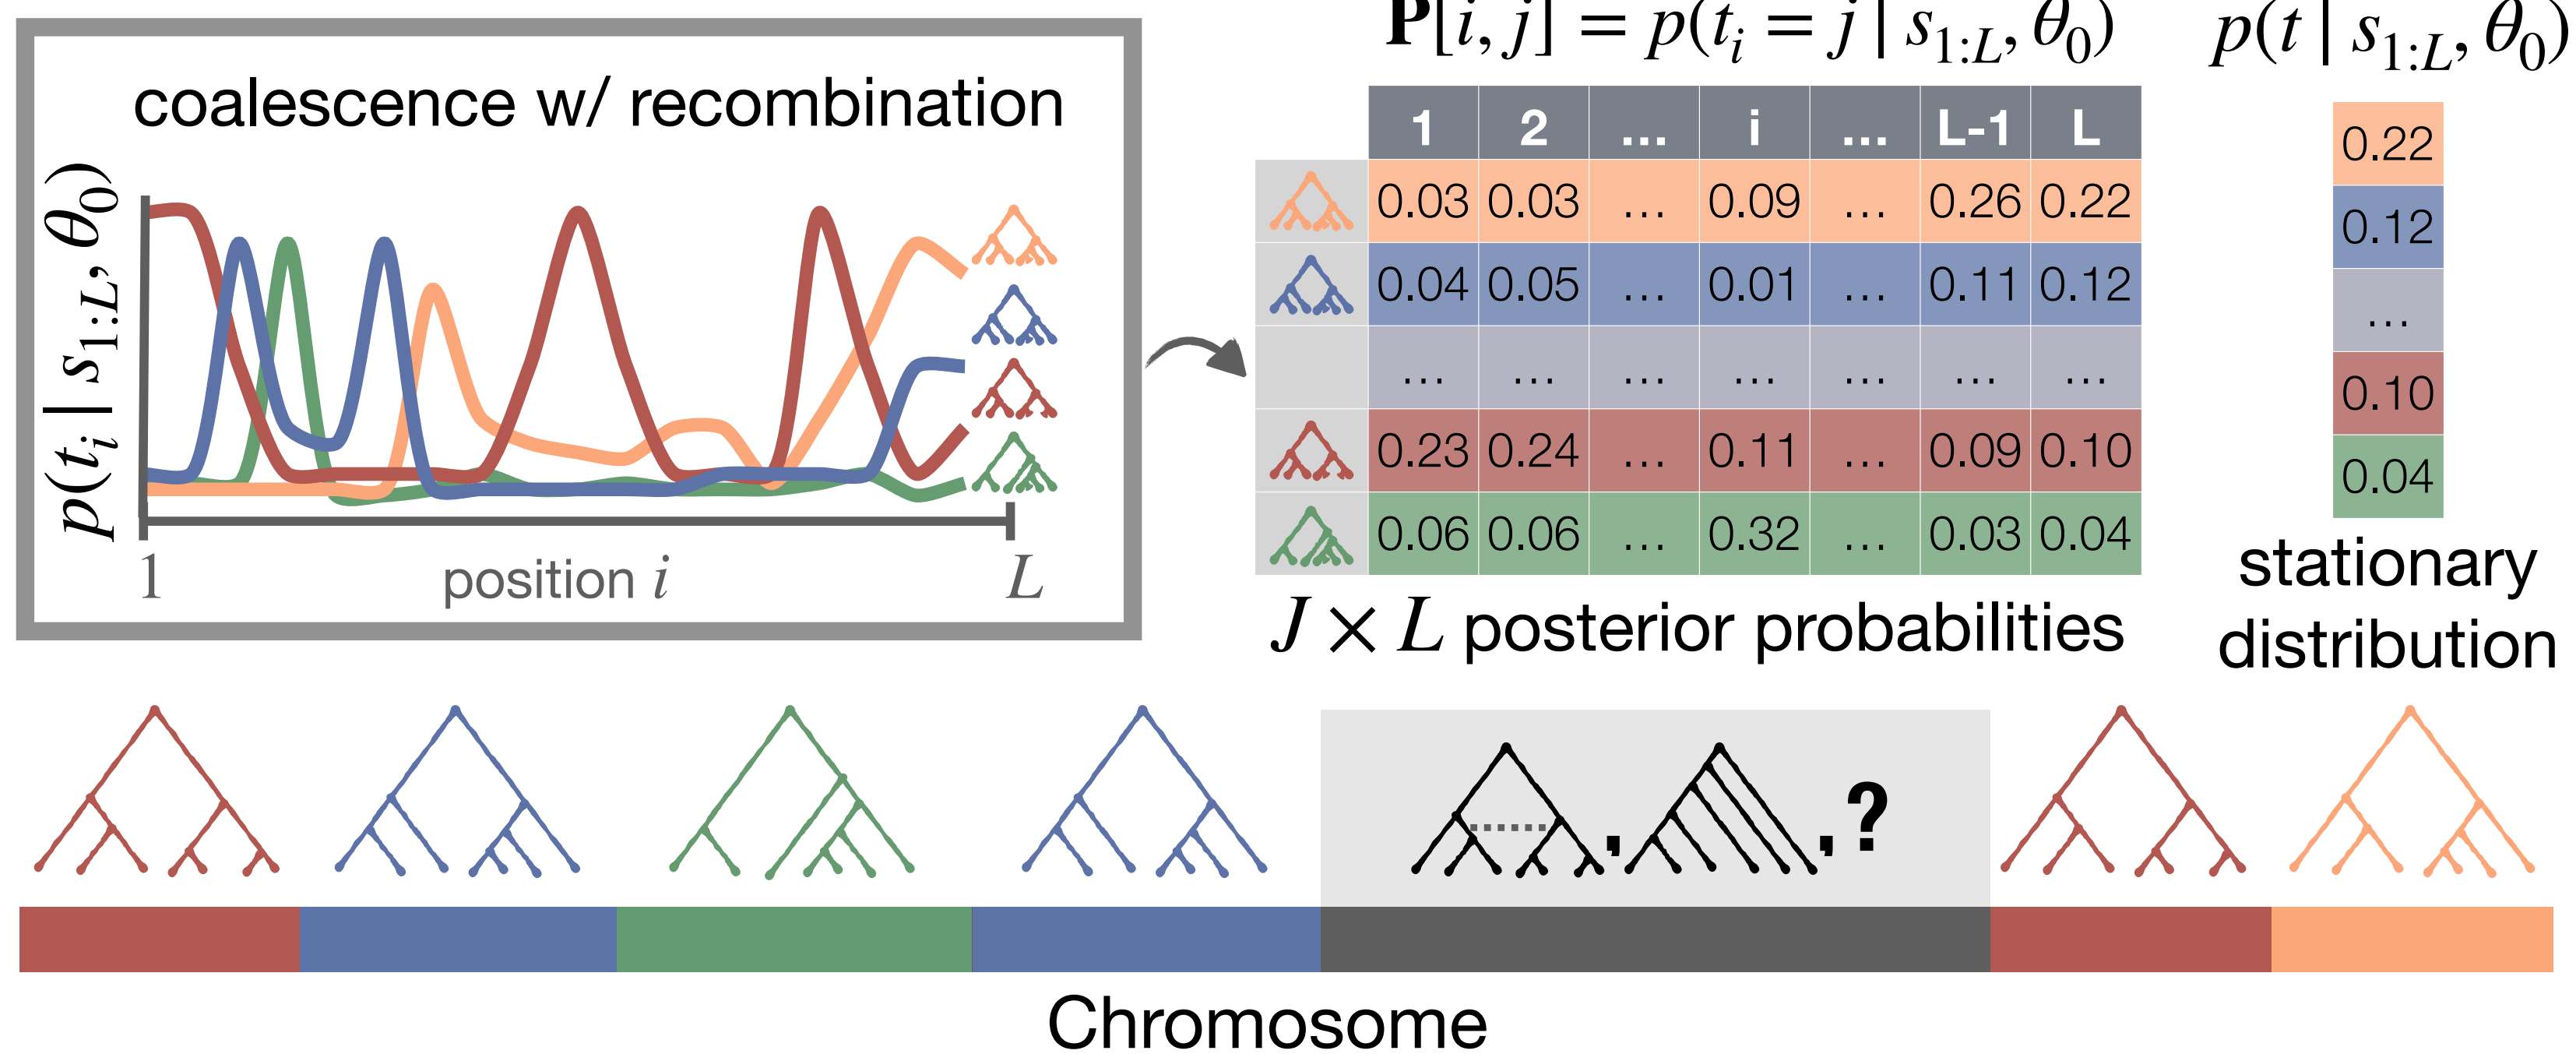 coalescence w/ recombination
p(t_i | s_{1:L}, θ_0)
1
position i
L
P[i, j] = p(t_i = j | s_{1:L}, θ_0)
1 2 ... i ... L-1 L
0.03 0.03 ... 0.09 ... 0.26 0.22
0.04 0.05 ... 0.01 ... 0.11 0.12
... ... ... ... ... ... ...
0.23 0.24 ... 0.11 ... 0.09 0.10
0.06 0.06 ... 0.32 ... 0.03 0.04
J × L posterior probabilities
p(t | s_{1:L}, θ_0)
0.22
0.12
...
0.10
0.04
stationary
distribution
, , ?
Chromosome